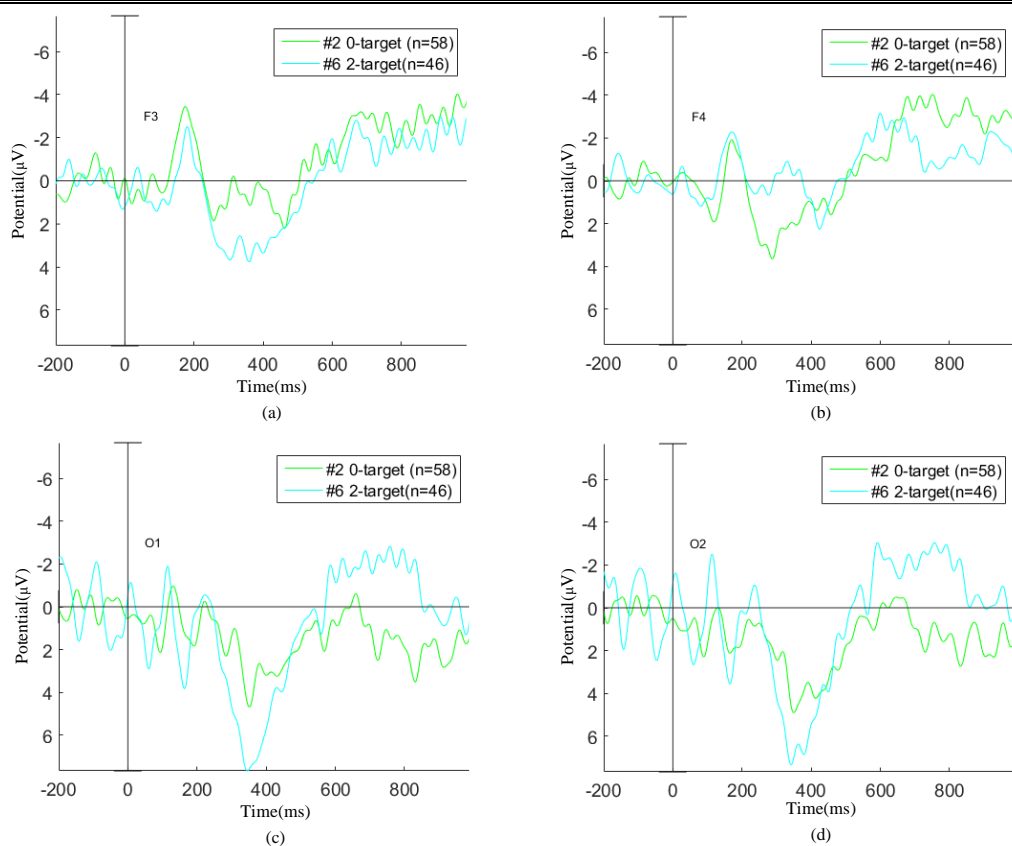 #2 0-target (n=58)
#6 2-target(n=46)
F3
-6
-4
-2
0
2
4
6
Potential(μV)
-200 0 200 400 600 800
Time(ms)
(a)
#2 0-target (n=58)
#6 2-target(n=46)
F4
-6
-4
-2
0
2
4
6
Potential(μV)
-200 0 200 400 600 800
Time(ms)
(b)
#2 0-target (n=58)
#6 2-target(n=46)
O1
-6
-4
-2
0
2
4
6
Potential(μV)
-200 0 200 400 600 800
Time(ms)
(c)
#2 0-target (n=58)
#6 2-target(n=46)
O2
-6
-4
-2
0
2
4
6
Potential(μV)
-200 0 200 400 600 800
Time(ms)
(d)